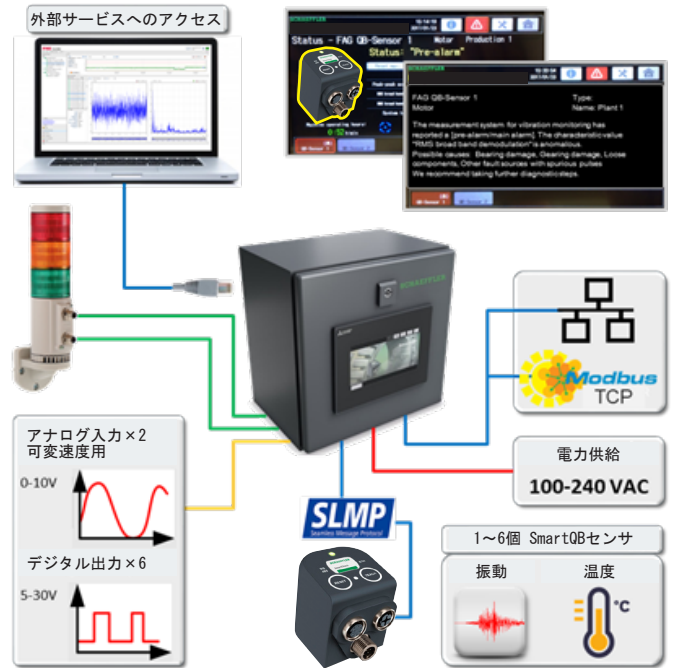 外部サービスへのアクセス
SCHAEFFLER
Status - FAG QB-Sensor 1 Motor Production 1
Status: "Pre-alarm"
SCHAEFFLER
FAG QB-Sensor 1 Type:
Motor Name: Plant 1
The measurement system for vibration monitoring has
reported a [pre-alarm/main alarm]. The characteristic value
"RMS broad band demodulation" is anomalous.
Possible causes: Bearing damage, Gearing damage, Loose
components, Other fault sources with spurious pulses
We recommend taking further diagnostic steps.
SCHAEFFLER
Modbus
TCP
アナログ入力×2
可変速度用
0-10V
デジタル出力×6
5-30V
電力供給
100-240 VAC
SLMP
Seamless Message Protocol
1～6個 SmartQBセンサ
振動 温度
°C